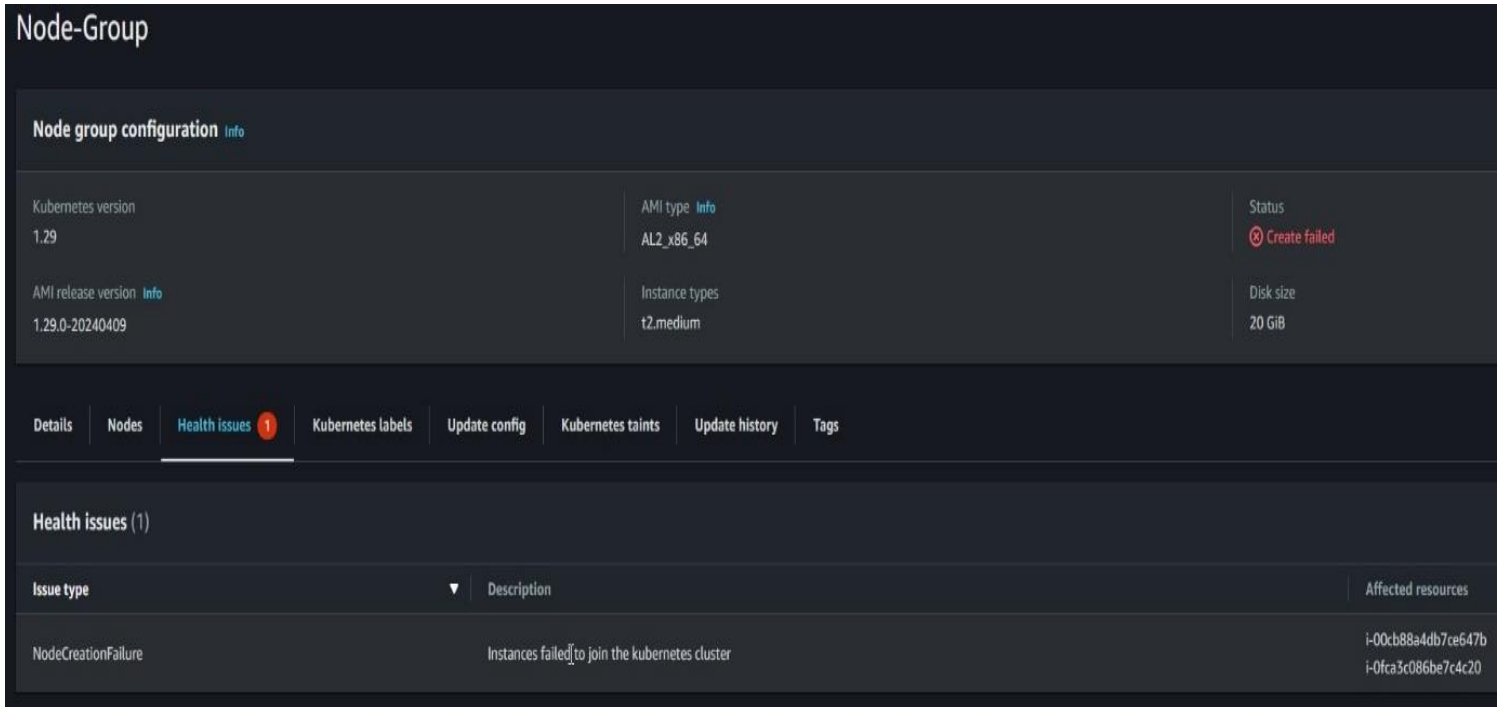 Node-Group
Node group configuration Info
Kubernetes version
1.29
AMI type Info
AL2_x86_64
Status
Create failed
AMI release version Info
1.29.0-20240409
Instance types
t2.medium
Disk size
20 GiB
Details Nodes Health issues 1 Kubernetes labels Update config Kubernetes taints Update history Tags
Health issues (1)
Issue type Description Affected resources
NodeCreationFailure Instances failed to join the kubernetes cluster i-00cb88a4db7ce647b
i-0fca3c086be7c4c20